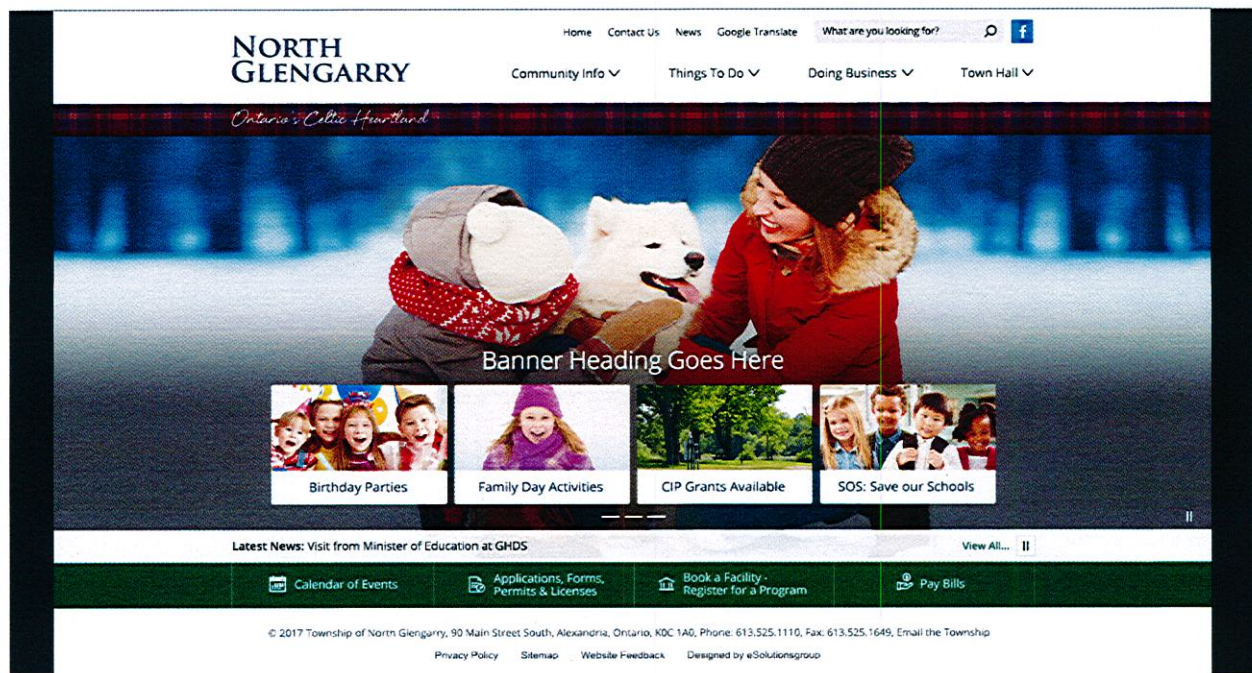 Home Contact Us News Google Translate What are you looking for? f
NORTH
GLENGARRY
Community Info Things To Do Doing Business Town Hall
Ontario's Celtic Heartland
Banner Heading Goes Here
Birthday Parties Family Day Activities CIP Grants Available SOS: Save our Schools
Latest News: Visit from Minister of Education at GHDS View All...
Calendar of Events
Applications, Forms,
Permits & Licenses
Book a Facility -
Register for a Program
Pay Bills
© 2017 Township of North Glengarry, 90 Main Street South, Alexandria, Ontario, K0C 1A0, Phone: 613.525.1110, Fax: 613.525.1649, Email the Township
Privacy Policy Sitemap Website Feedback Designed by eSolutionsgroup